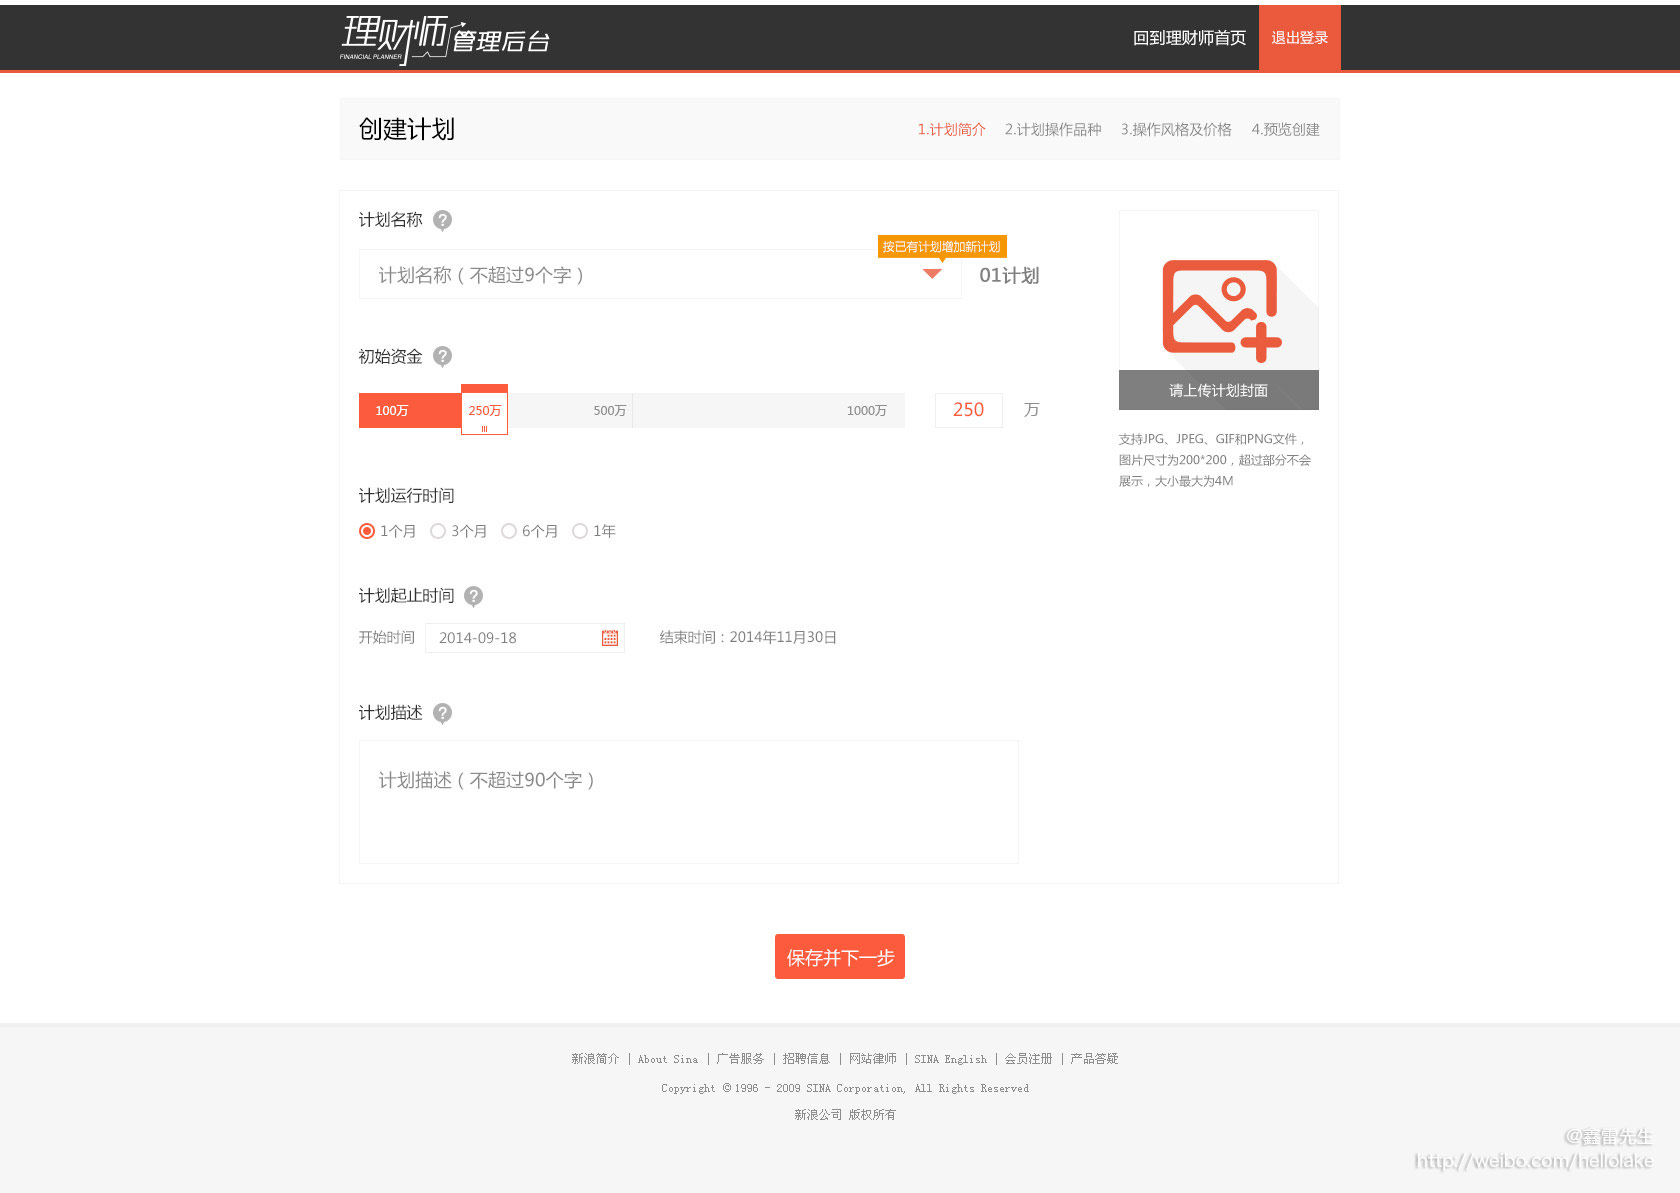 理财师管理后台
FINANCIAL PLANNER
回到理财师首页
退出登录
创建计划
1.计划简介 2.计划操作品种 3.操作风格及价格 4.预览创建
计划名称 ?
按已有计划增加新计划
计划名称（不超过9个字）
01计划
请上传计划封面
支持JPG、JPEG、GIF和PNG文件，
图片尺寸为200*200，超过部分不会
展示，大小最大为4M
初始资金 ?
100万 250万 500万 1000万 250 万
计划运行时间
1个月 3个月 6个月 1年
计划起止时间 ?
开始时间 2014-09-18 结束时间：2014年11月30日
计划描述 ?
计划描述（不超过90个字）
保存并下一步
新浪简介 | About Sina | 广告服务 | 招聘信息 | 网站律师 | SINA English | 会员注册 | 产品答疑
Copyright © 1996 - 2009 SINA Corporation, All Rights Reserved
新浪公司 版权所有
@鑫雷先生
http://weibo.com/hellolake